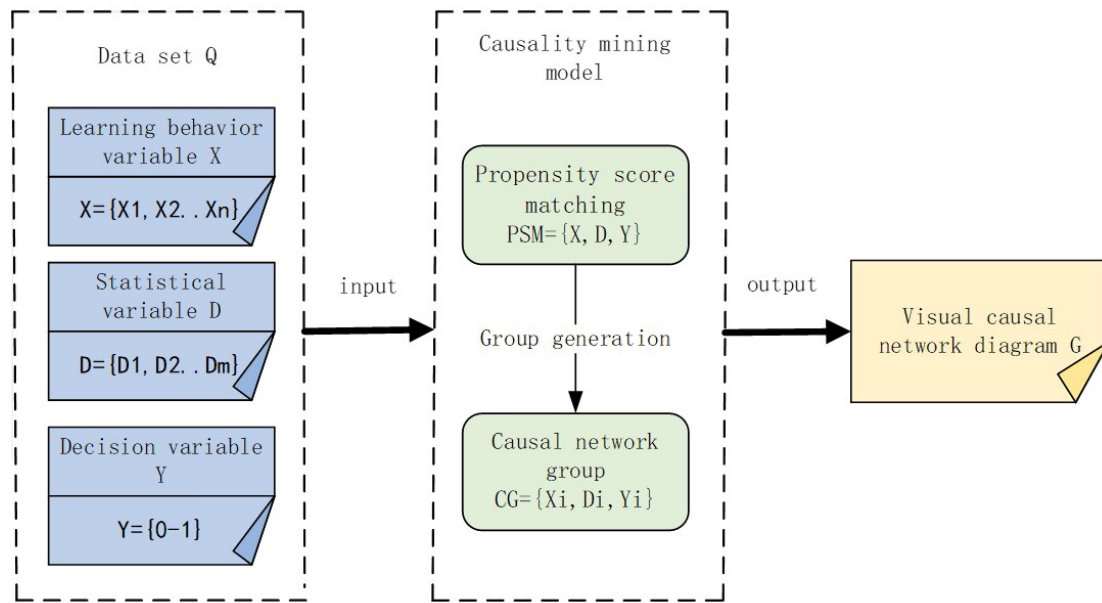 Data set Q
Learning behavior
variable X
X={X1, X2. . Xn}
Statistical
variable D
D={D1, D2. . Dm}
Decision variable
Y
Y={0-1}
input
Causality mining
model
Propensity score
matching
PSM={X, D, Y}
Group generation
Causal network
group
CG={Xi, Di, Yi}
output
Visual causal
network diagram G